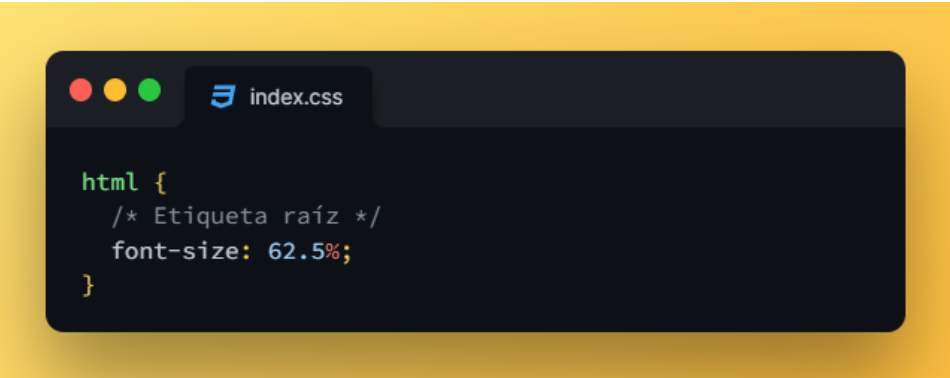 index.css
html {
/* Etiqueta raíz */
font-size: 62.5%;
}